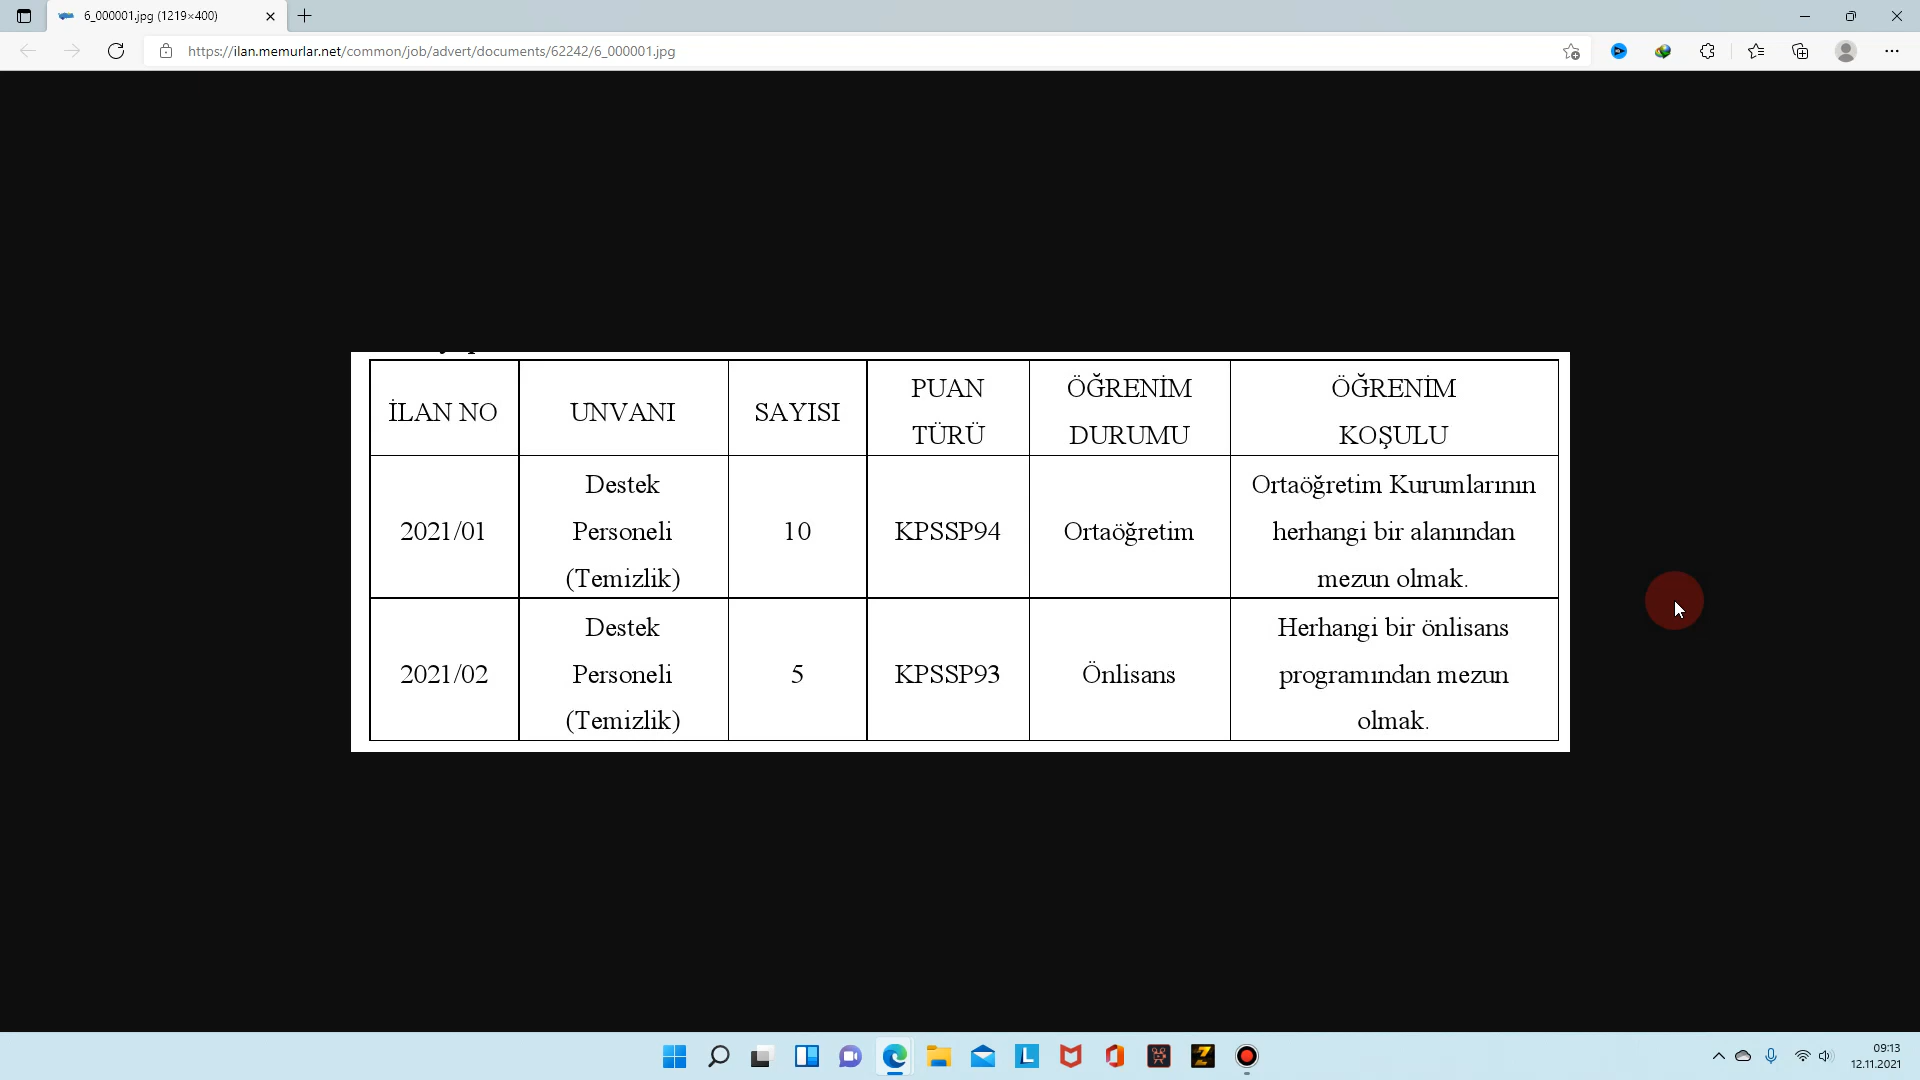 6_000001.jpg (1219×400)
https://ilan.memurlar.net/common/job/advert/documents/62242/6_000001.jpg
İLAN NO
UNVANI
SAYISI
PUAN
TÜRÜ
ÖĞRENİM
DURUMU
ÖĞRENİM
KOŞULU
2021/01
Destek
Personeli
(Temizlik)
10
KPSSP94
Ortaöğretim
Ortaöğretim Kurumlarının
herhangi bir alanından
mezun olmak.
2021/02
Destek
Personeli
(Temizlik)
5
KPSSP93
Önlisans
Herhangi bir önlisans
programından mezun
olmak.
09:13
12.11.2021